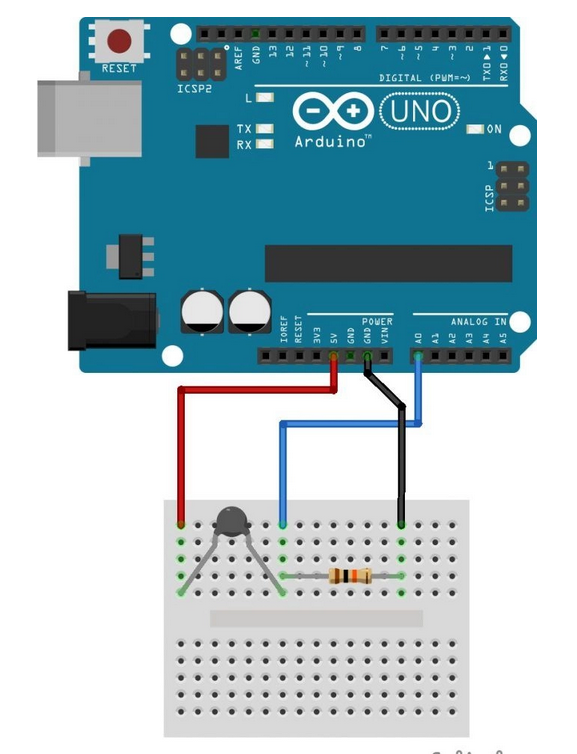 RESET
ICSP2
AREF
GND
13
12
~11
~10
~9
8
7
~6
~5
4
~3
2
TX0▶1
RX0◀0
DIGITAL (PWM=~)
L
TX
RX
UNO
Arduino™
ON
1
ICSP
POWER
ANALOG IN
IOREF
RESET
3V3
5V
GND
GND
VIN
A0
A1
A2
A3
A4
A5